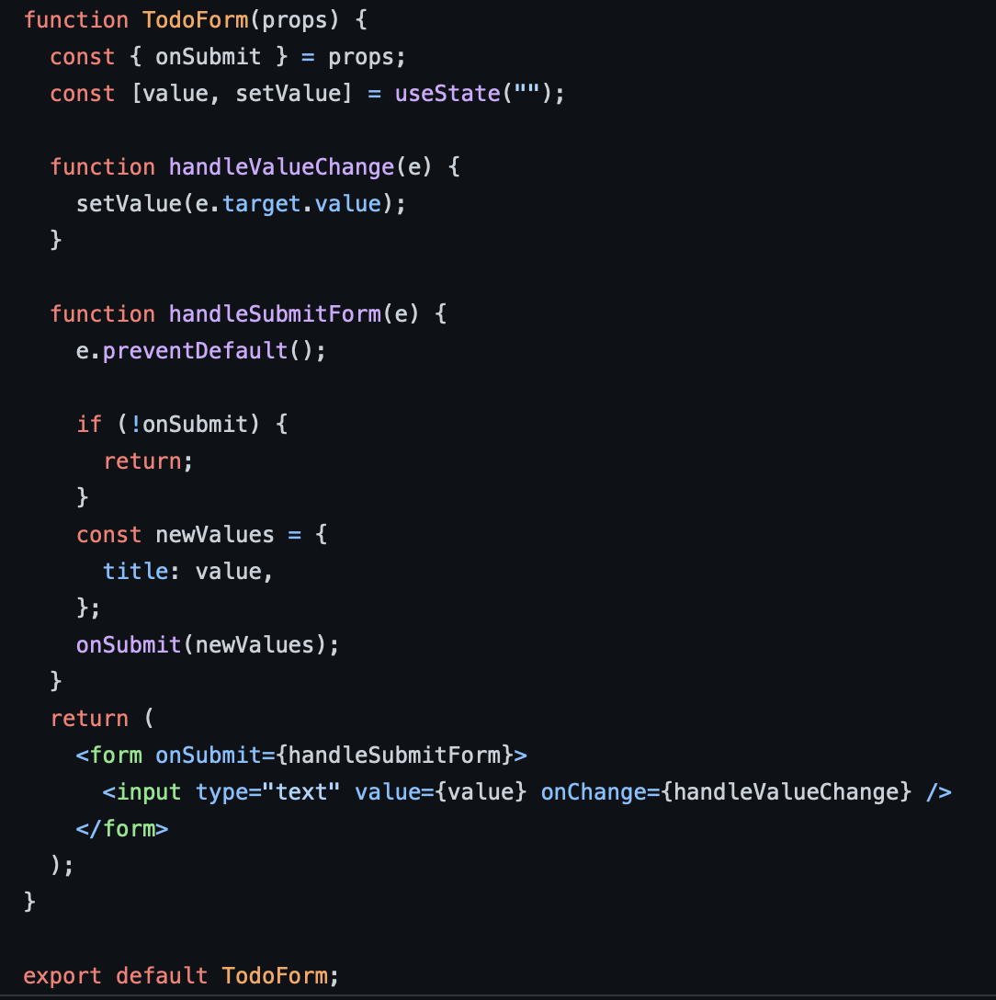 function TodoForm(props) {
  const { onSubmit } = props;
  const [value, setValue] = useState("");

  function handleValueChange(e) {
    setValue(e.target.value);
  }

  function handleSubmitForm(e) {
    e.preventDefault();

    if (!onSubmit) {
      return;
    }
    const newValues = {
      title: value,
    };
    onSubmit(newValues);
  }
  return (
    <form onSubmit={handleSubmitForm}>
      <input type="text" value={value} onChange={handleValueChange} />
    </form>
  );
}

export default TodoForm;